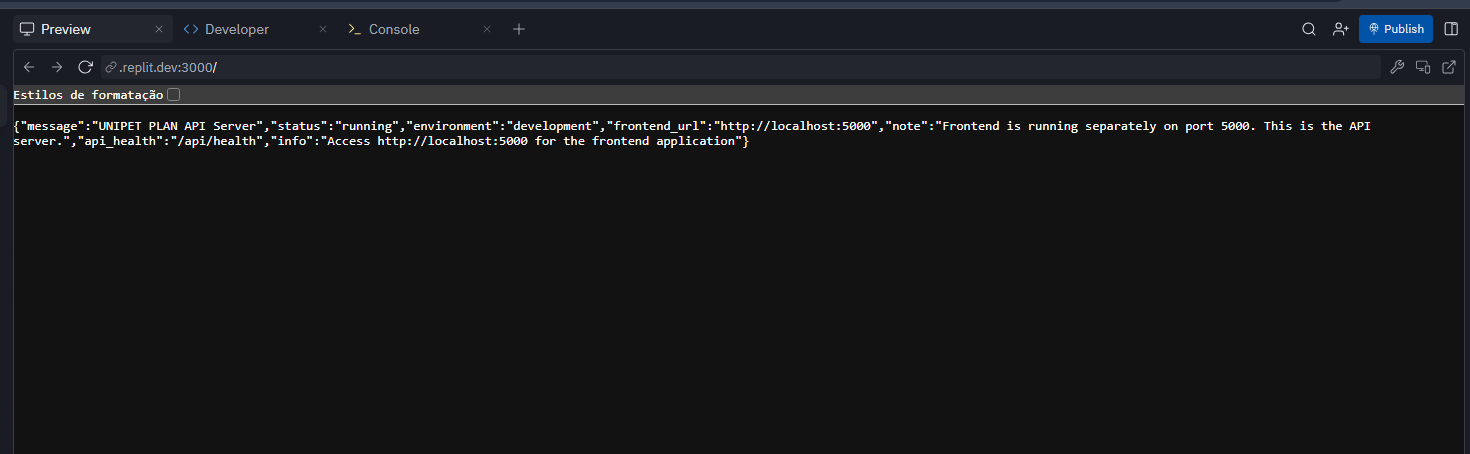 Preview
Developer
Console
Publish
.replit.dev:3000/
Estilos de formatação
{"message":"UNIPET PLAN API Server","status":"running","environment":"development","frontend_url":"http://localhost:5000","note":"Frontend is running separately on port 5000. This is the API
server.","api_health":"/api/health","info":"Access http://localhost:5000 for the frontend application"}